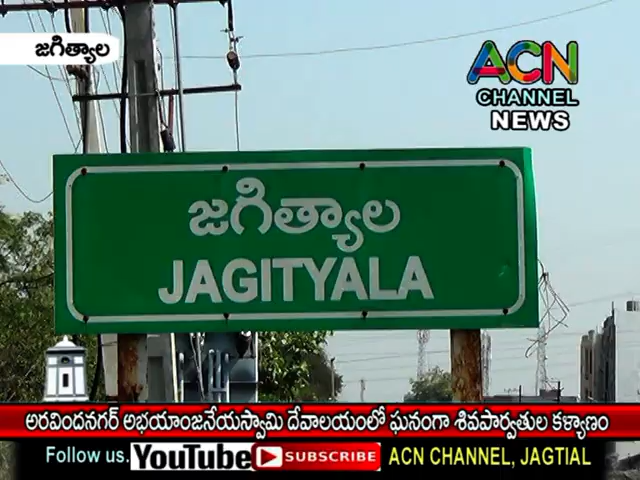 జగిత్యాల
ACN
CHANNEL
NEWS
జగిత్యాల
JAGITYALA
అరవిందనగర్ అభయాంజనేయస్వామి దేవాలయంలో ఘనంగా శివపార్వతుల కళ్యాణం
Follow us. YouTube SUBSCRIBE ACN CHANNEL, JAGTIAL